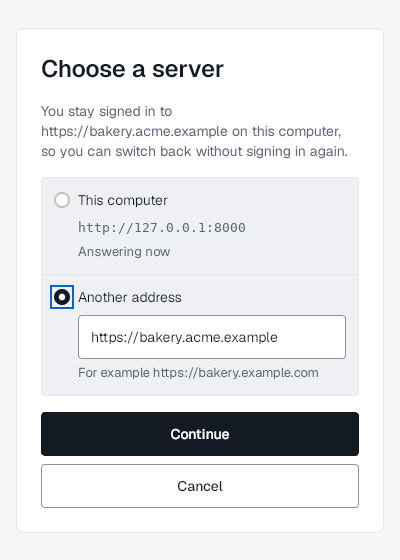 Choose a server
You stay signed in to
https://bakery.acme.example on this computer,
so you can switch back without signing in again.
This computer
http://127.0.0.1:8000
Answering now
Another address
https://bakery.acme.example
For example https://bakery.example.com
Continue
Cancel